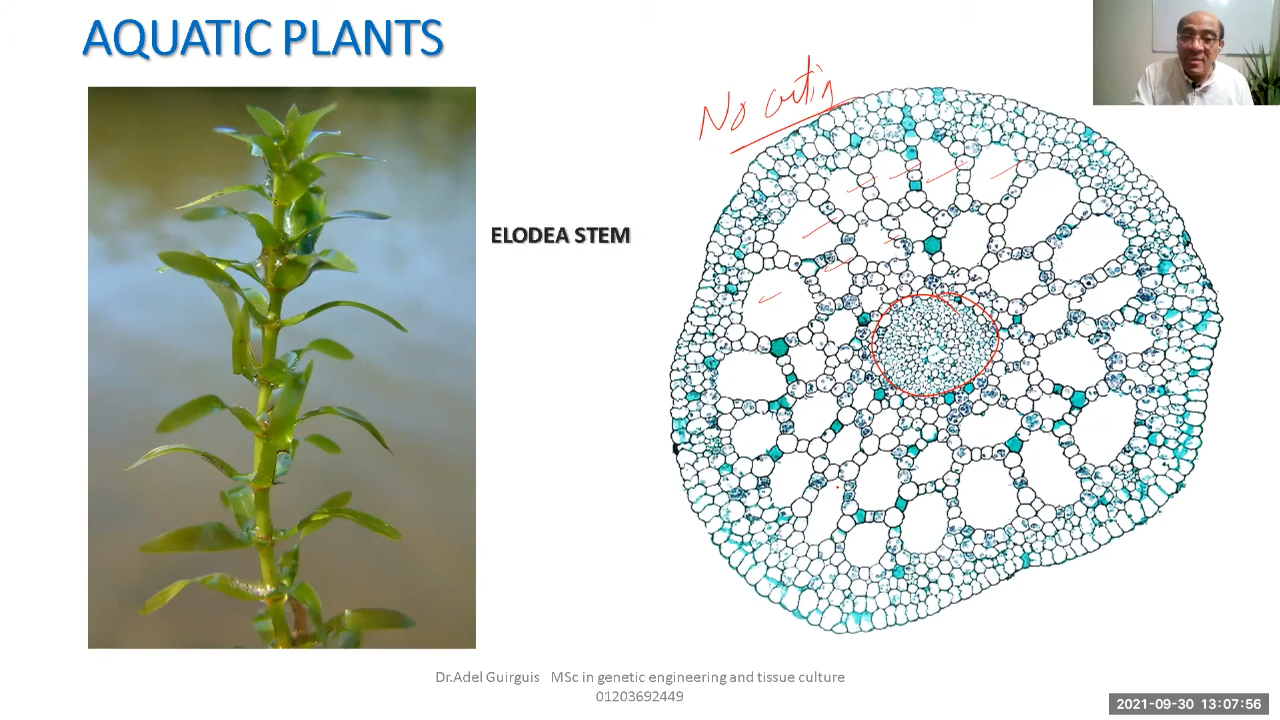 AQUATIC PLANTS
No cutin
ELODEA STEM
Dr.Adel Guirguis MSc in genetic engineering and tissue culture
01203692449
2021-09-30 13:07:56